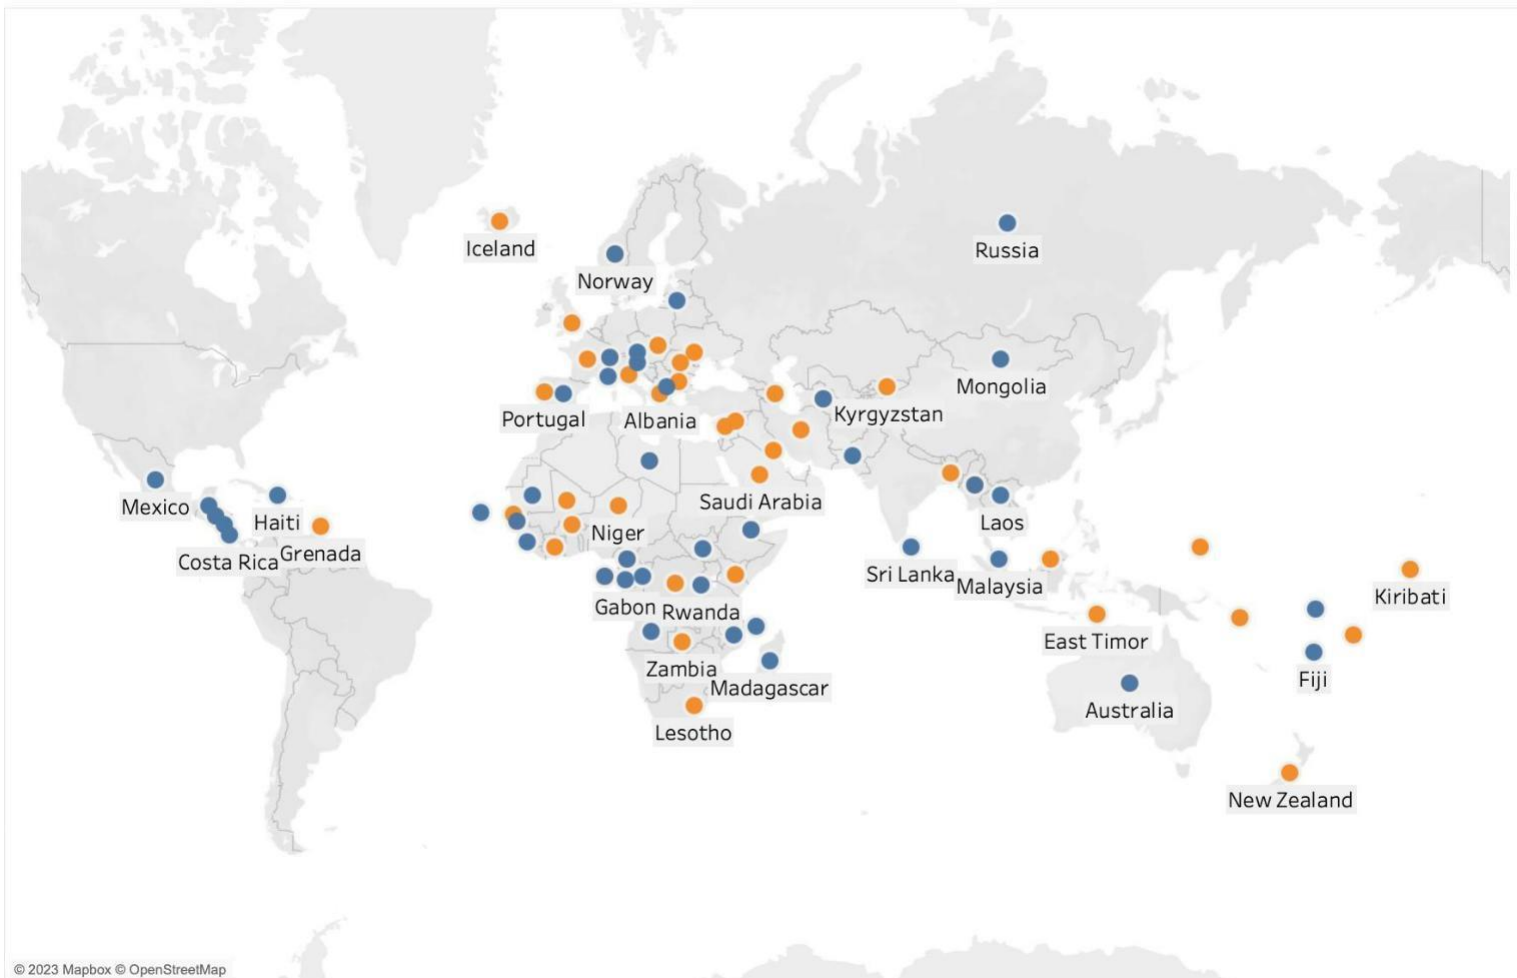 Iceland
Russia
Norway
Mongolia
Kyrgyzstan
Portugal
Albania
Saudi Arabia
Mexico
Haiti
Laos
Niger
Costa Rica
Grenada
Sri Lanka
Malaysia
Kiribati
Gabon
Rwanda
East Timor
Zambia
Madagascar
Fiji
Australia
Lesotho
New Zealand
© 2023 Mapbox © OpenStreetMap